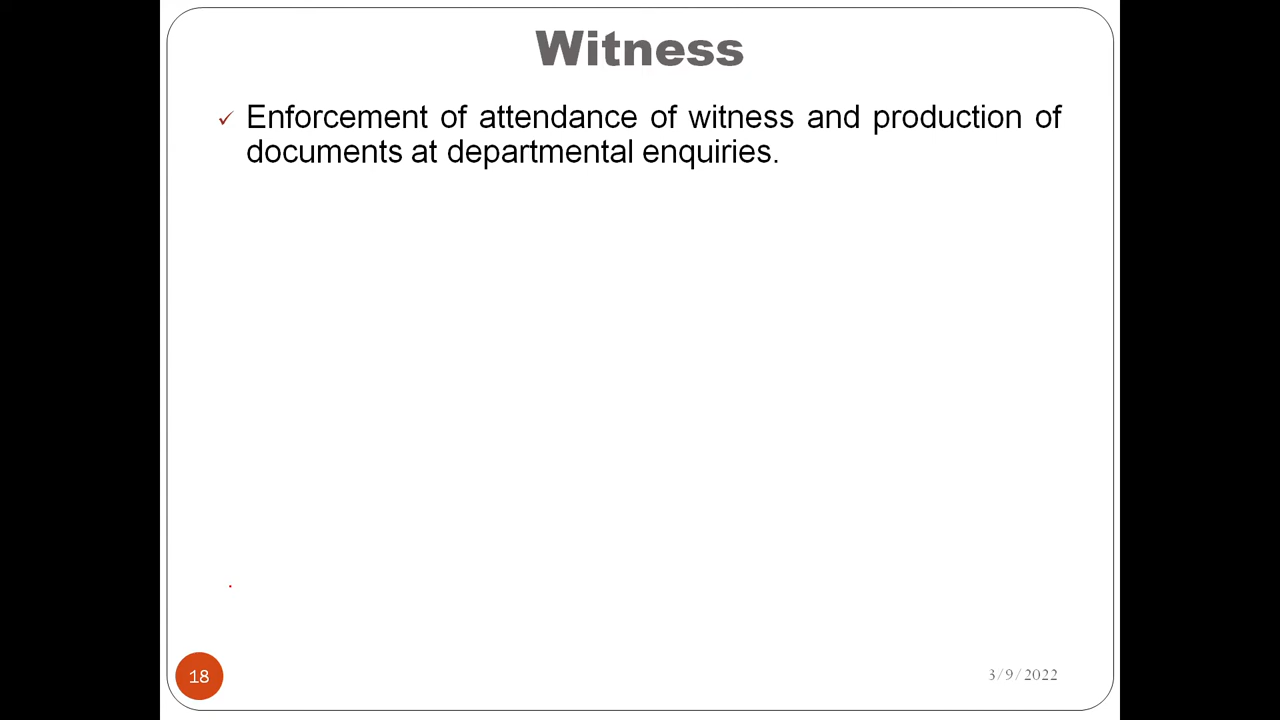 Witness
✓ Enforcement of attendance of witness and production of
documents at departmental enquiries.
18
3/9/2022